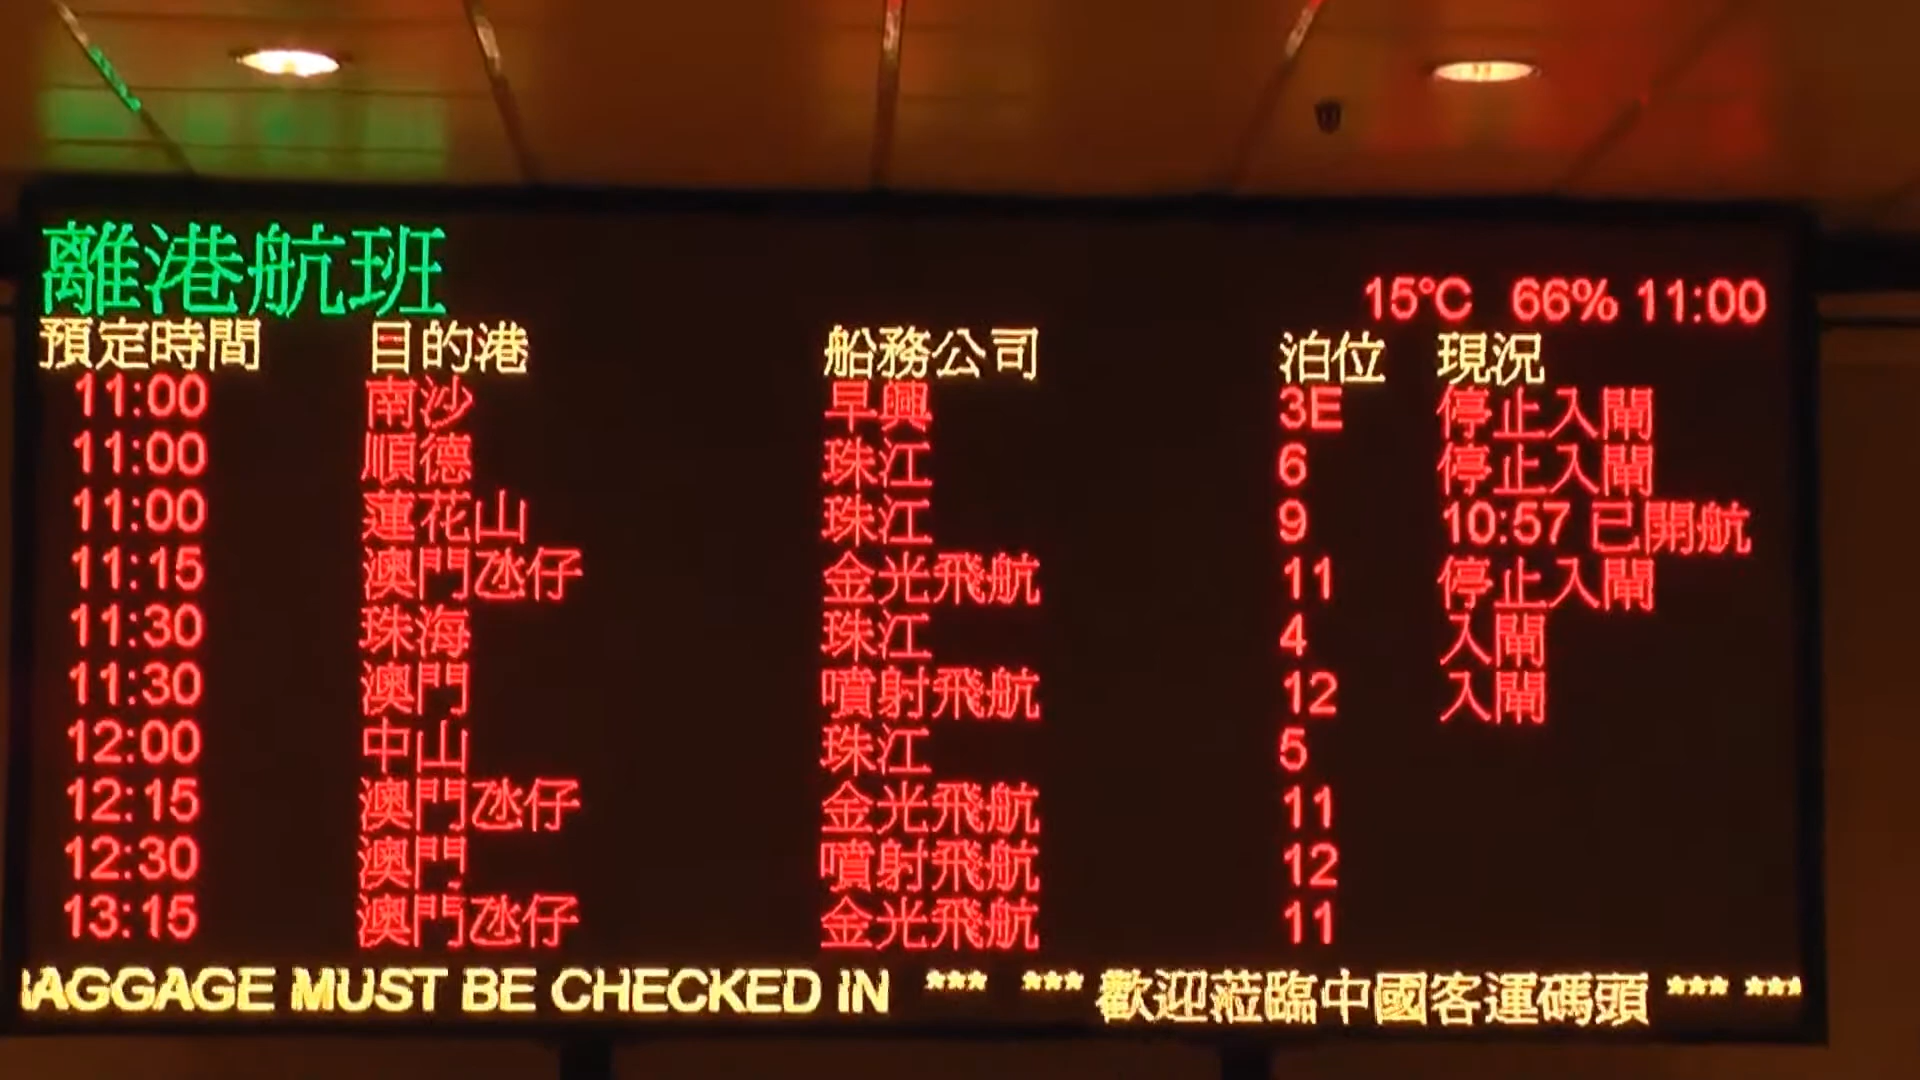 離港航班
15°C 66% 11:00
預定時間 目的港 船務公司 泊位 現況
11:00 南沙 早興 3E 停止入閘
11:00 順德 珠江 6 停止入閘
11:00 蓮花山 珠江 9 10:57 已開航
11:15 澳門氹仔 金光飛航 11 停止入閘
11:30 珠海 珠江 4 入閘
11:30 澳門 噴射飛航 12 入閘
12:00 中山 珠江 5
12:15 澳門氹仔 金光飛航 11
12:30 澳門 噴射飛航 12
13:15 澳門氹仔 金光飛航 11
AGGAGE MUST BE CHECKED IN *** *** 歡迎蒞臨中國客運碼頭 *** ***